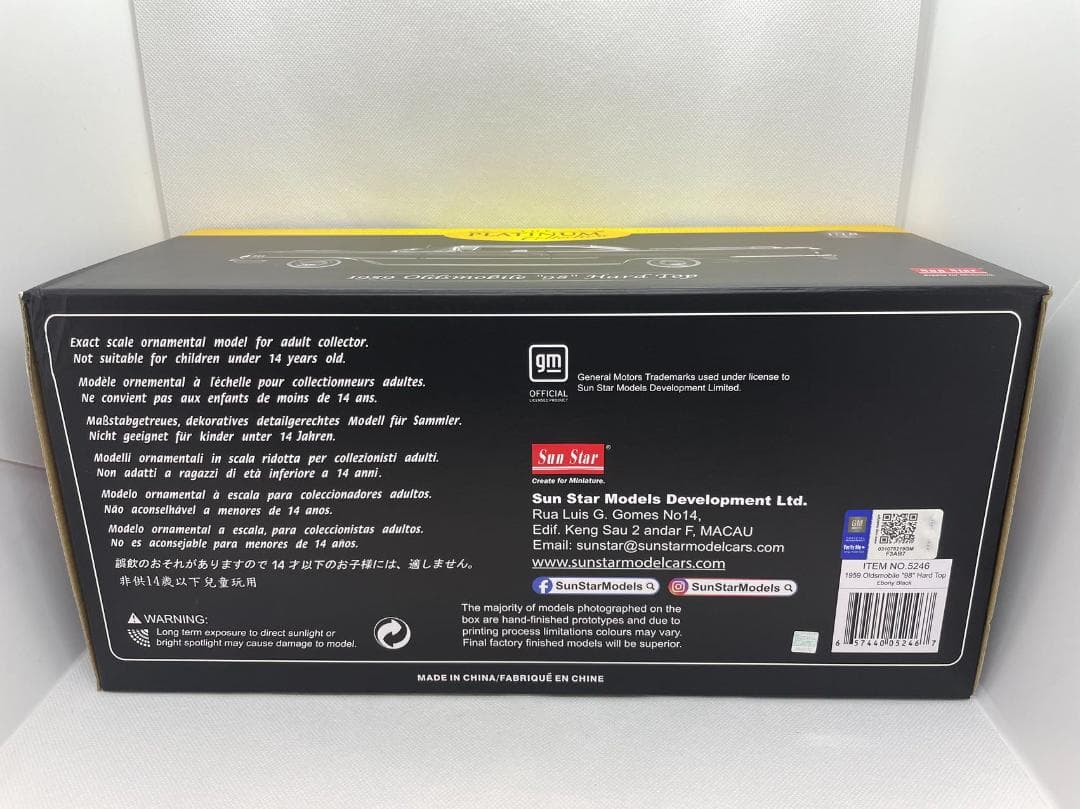 PLATINUM
1959 Oldsmobile "98" Hard Top
Sun Star
Exact scale ornamental model for adult collector.
Not suitable for children under 14 years old.
Modèle ornemental à l'échelle pour collectionneurs adultes.
Ne convient pas aux enfants de moins de 14 ans.
Maßstabgetreues, dekoratives detailgerechtes Modell für Sammler.
Nicht geeignet für kinder unter 14 Jahren.
Modelli ornamentali in scala ridotta per collezionisti adulti.
Non adatti a ragazzi di età inferiore a 14 anni.
Modelo ornamental à escala para coleccionadores adultos.
Não aconselhável a menores de 14 anos.
Modelo ornamental a escala, para coleccionistas adultos.
No es aconsejable para menores de 14 años.
誤飲のおそれがありますので 14 才以下のお子様には、適しません。
非供14歲以下兒童玩用
WARNING:
Long term exposure to direct sunlight or
bright spotlight may cause damage to model.
gm
OFFICIAL
LICENSED PRODUCT
General Motors Trademarks used under license to
Sun Star Models Development Limited.
Sun Star®
Create for Miniature.
Sun Star Models Development Ltd.
Rua Luis G. Gomes No14,
Edif. Keng Sau 2 andar F, MACAU
Email: sunstar@sunstarmodelcars.com
www.sunstarmodelcars.com
SunStarModels
SunStarModels
The majority of models photographed on the
box are hand-finished prototypes and due to
printing process limitations colours may vary.
Final factory finished models will be superior.
GM
ITEM NO.5246
1959 Oldsmobile "98" Hard Top
Ebony Black
6 57440 05246 7
MADE IN CHINA/FABRIQUÉ EN CHINE